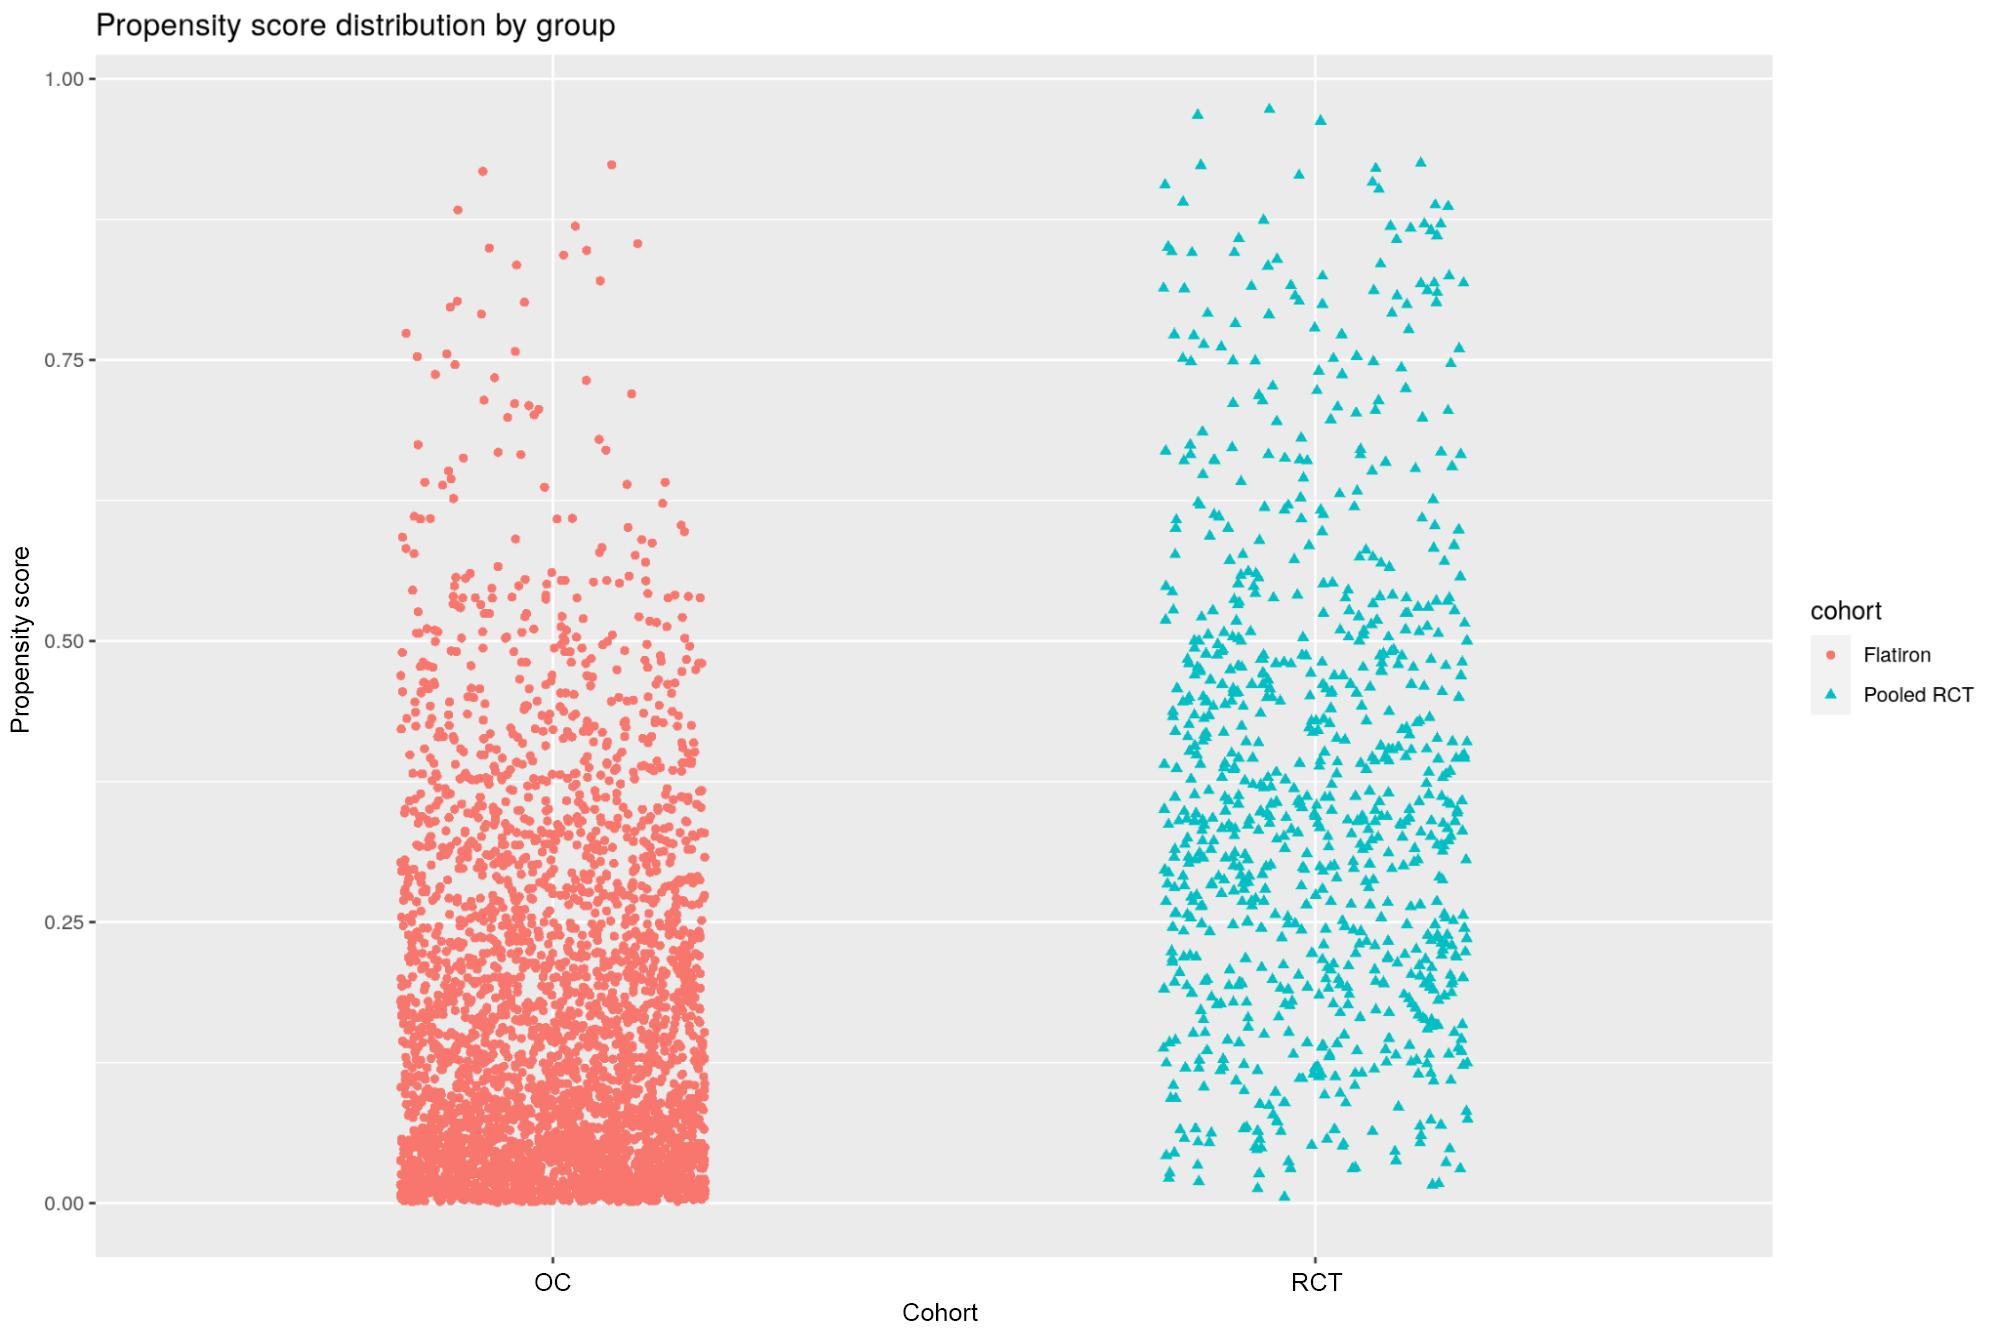 Propensity score distribution by group
1.00
0.75
0.50
0.25
0.00
Propensity score
OC
RCT
Cohort
cohort
Flatiron
Pooled RCT